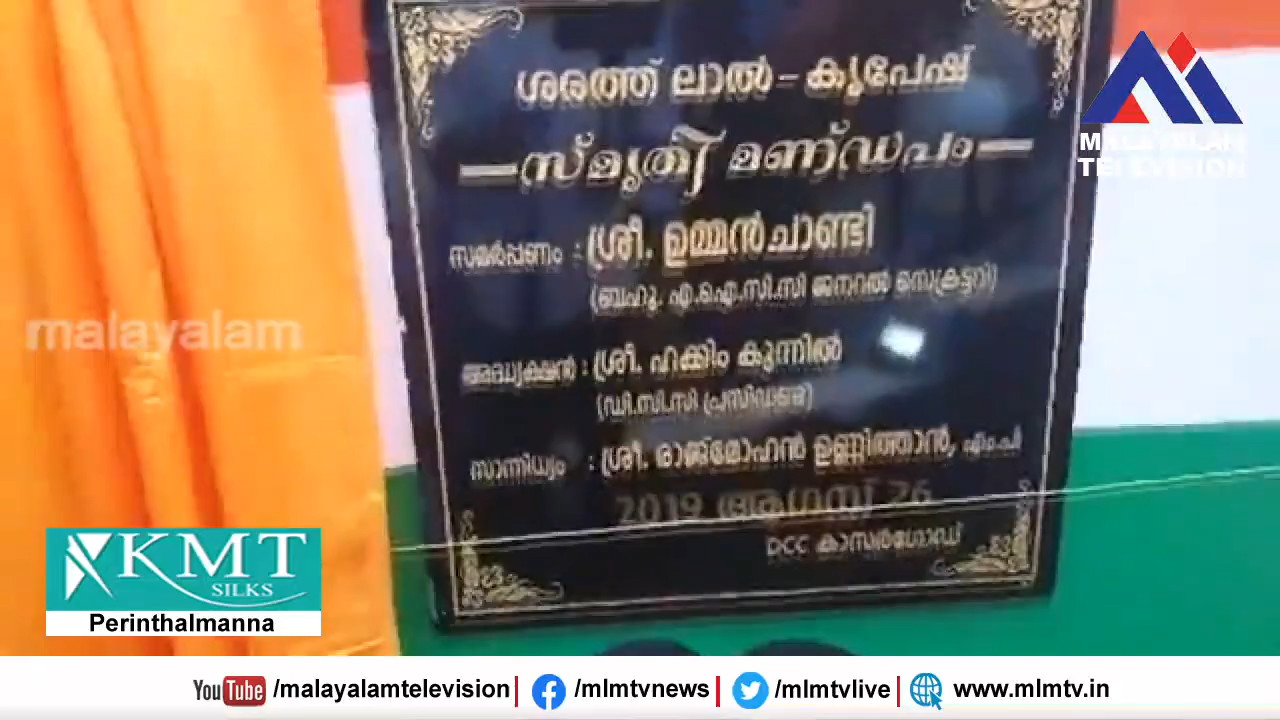 ശരത്ത് ലാൽ - കൃപേഷ്
സ്മൃതി മണ്ഡപം
സമർപ്പണം : ശ്രീ. ഉമ്മൻചാണ്ടി
(ബഹു. എ.ഐ.സി.സി ജനറൽ സെക്രട്ടറി)
അദ്ധ്യക്ഷൻ : ശ്രീ. ഹക്കിം കുന്നിൽ
(ഡി.സി.സി പ്രസിഡണ്ട്)
സാന്നിധ്യം : ശ്രീ. രാജ്മോഹൻ ഉണ്ണിത്താൻ, എം.പി
2019 ആഗസ്ത് 26
DCC കാസർഗോഡ്
MALAYALAM
TELEVISION
malayalam
KMT
SILKS
Perinthalmanna
YouTube /malayalamtelevision | /mlmtvnews | /mlmtvlive | www.mlmtv.in